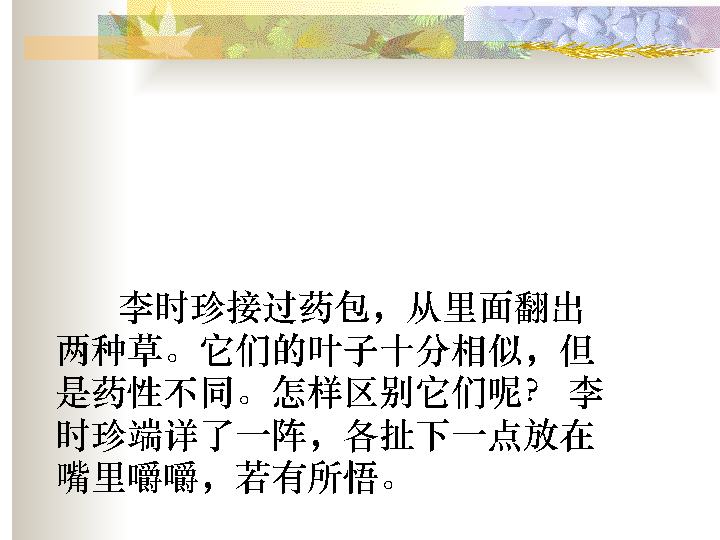 李时珍接过药包，从里面翻出
两种草。它们的叶子十分相似，但
是药性不同。怎样区别它们呢？ 李
时珍端详了一阵，各扯下一点放在
嘴里嚼嚼，若有所悟。